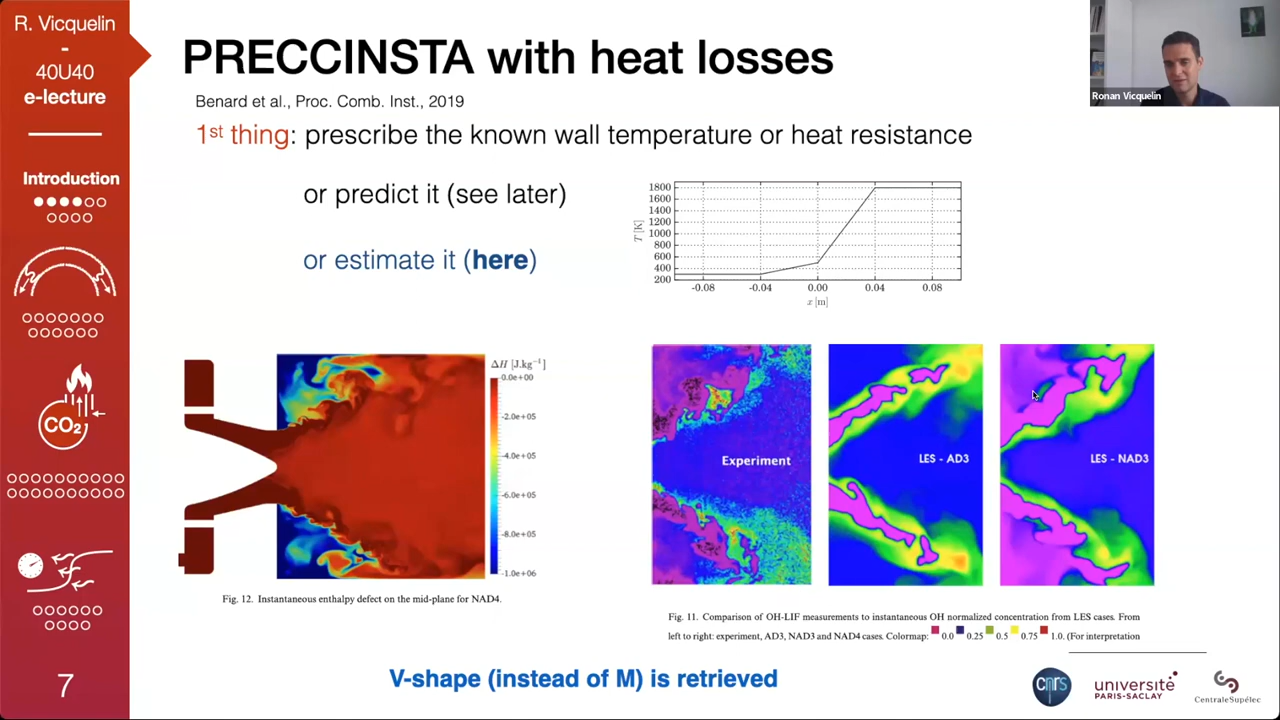 R. Vicquelin
-
40U40
e-lecture
Introduction
CO2
7
PRECCINSTA with heat losses
Benard et al., Proc. Comb. Inst., 2019
1st thing: prescribe the known wall temperature or heat resistance
or predict it (see later)
or estimate it (here)
1800
1600
1400
1200
1000
800
600
400
200
T [K]
-0.08 -0.04 0.00 0.04 0.08
x [m]
ΔH [J.kg⁻¹]
0.0e+00
-2.0e+05
-4.0e+05
-6.0e+05
-8.0e+05
-1.0e+06
Fig. 12. Instantaneous enthalpy defect on the mid-plane for NAD4.
Experiment
LES - AD3
LES - NAD3
Fig. 11. Comparison of OH-LIF measurements to instantaneous OH normalized concentration from LES cases. From
left to right: experiment, AD3, NAD3 and NAD4 cases. Colormap: 0.0 0.25 0.5 0.75 1.0. (For interpretation
V-shape (instead of M) is retrieved
cnrs
université
PARIS-SACLAY
CentraleSupélec
Ronan Vicquelin